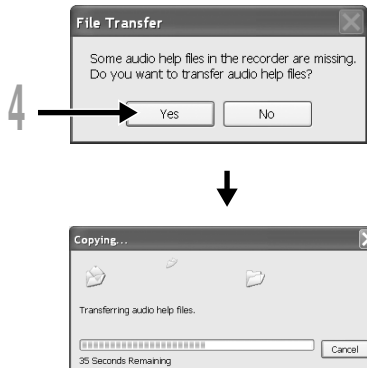 File Transfer
Some audio help files in the recorder are missing.
Do you want to transfer audio help files?
4
Yes
No
Copying...
Transferring audio help files.
Cancel
35 Seconds Remaining